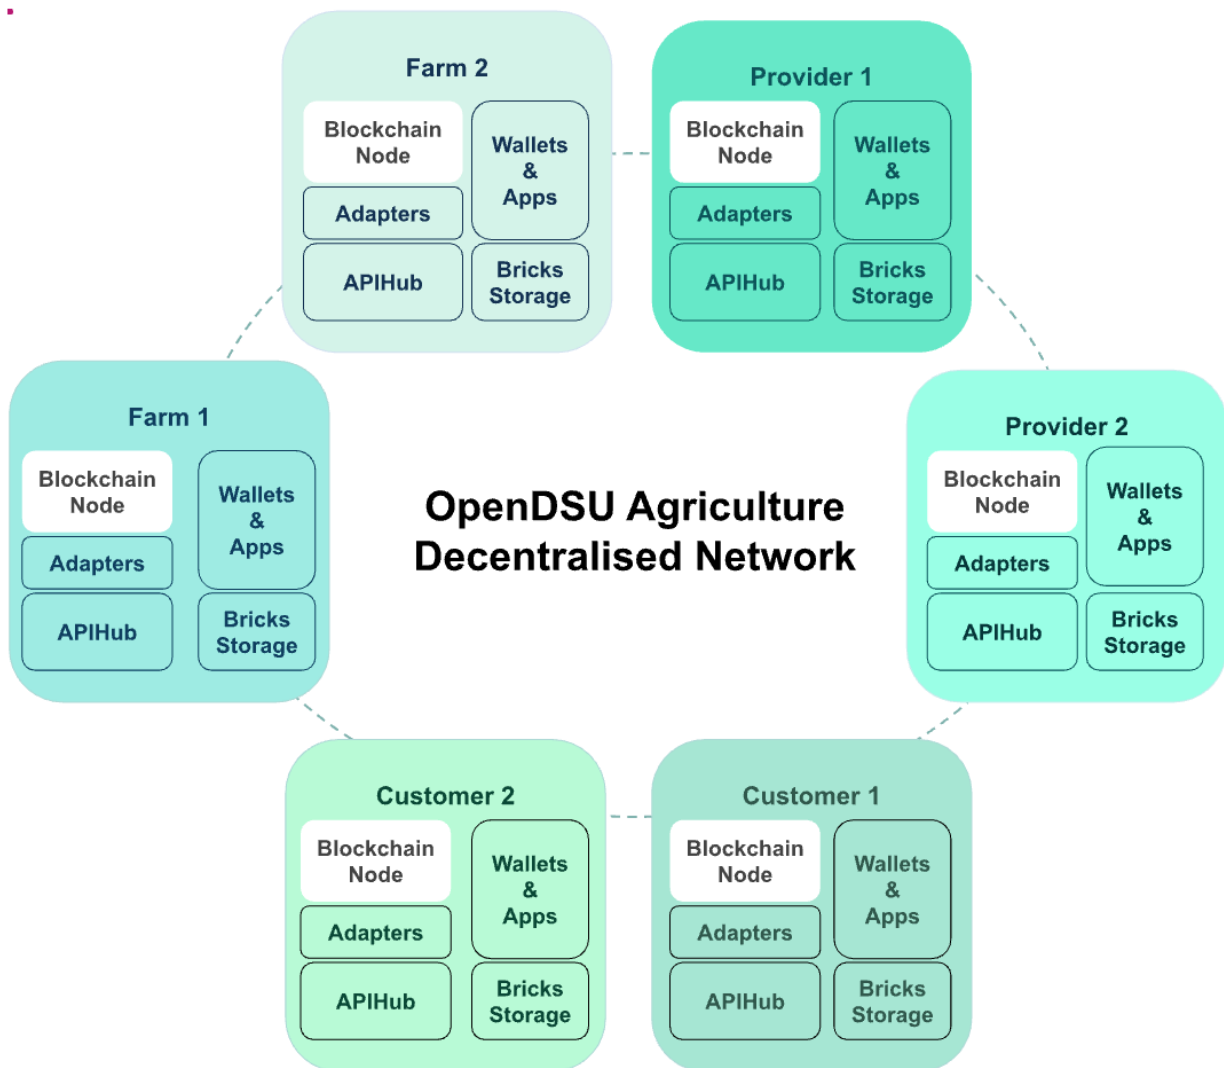 Farm 2
Blockchain
Node
Wallets
&
Apps
Adapters
APIHub
Bricks
Storage
Provider 1
Blockchain
Node
Wallets
&
Apps
Adapters
APIHub
Bricks
Storage
Farm 1
Blockchain
Node
Wallets
&
Apps
Adapters
APIHub
Bricks
Storage
OpenDSU Agriculture
Decentralised Network
Provider 2
Blockchain
Node
Wallets
&
Apps
Adapters
APIHub
Bricks
Storage
Customer 2
Blockchain
Node
Wallets
&
Apps
Adapters
APIHub
Bricks
Storage
Customer 1
Blockchain
Node
Wallets
&
Apps
Adapters
APIHub
Bricks
Storage